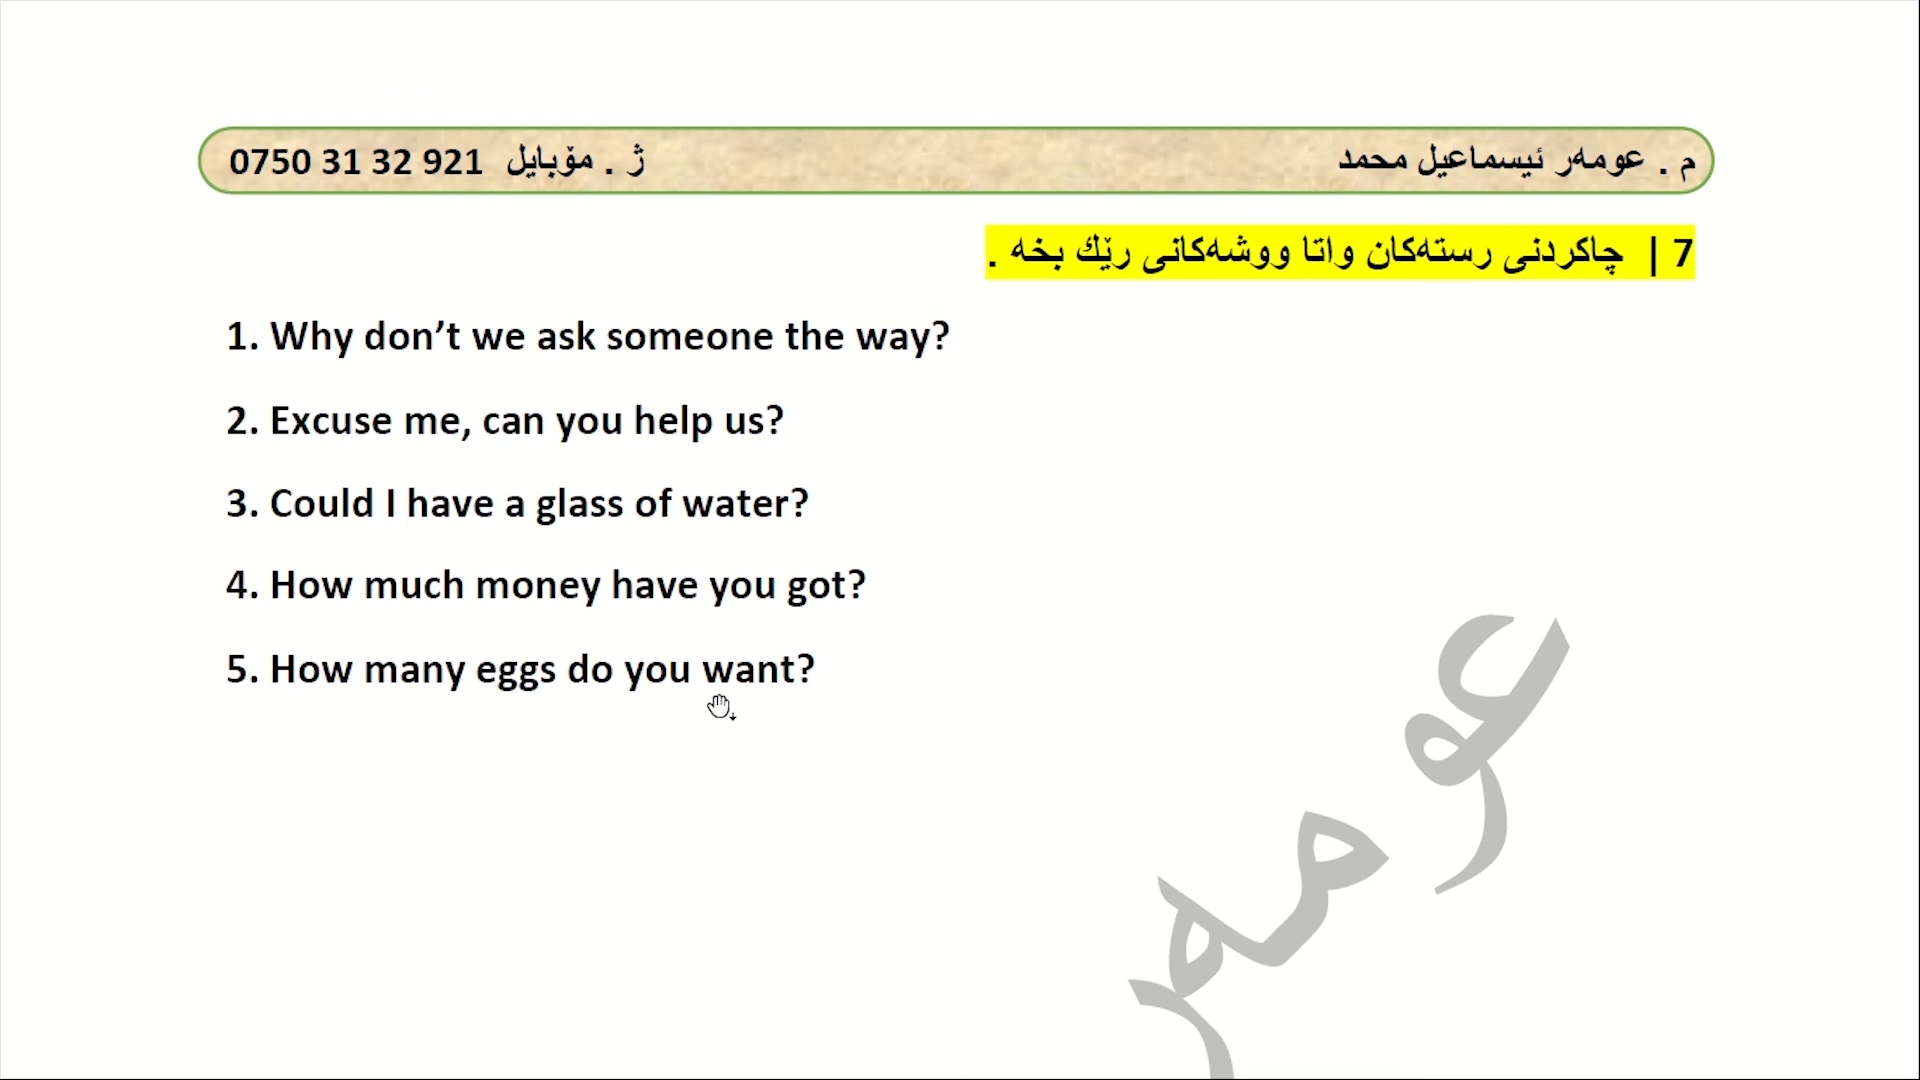 م . عومەر ئیسماعیل محمد ژ . مۆبایل 0750 31 32 921
7 | چاکردنی رستەکان واتا ووشەکانی رێك بخە .
1. Why don’t we ask someone the way?
2. Excuse me, can you help us?
3. Could I have a glass of water?
4. How much money have you got?
5. How many eggs do you want?
عومەر